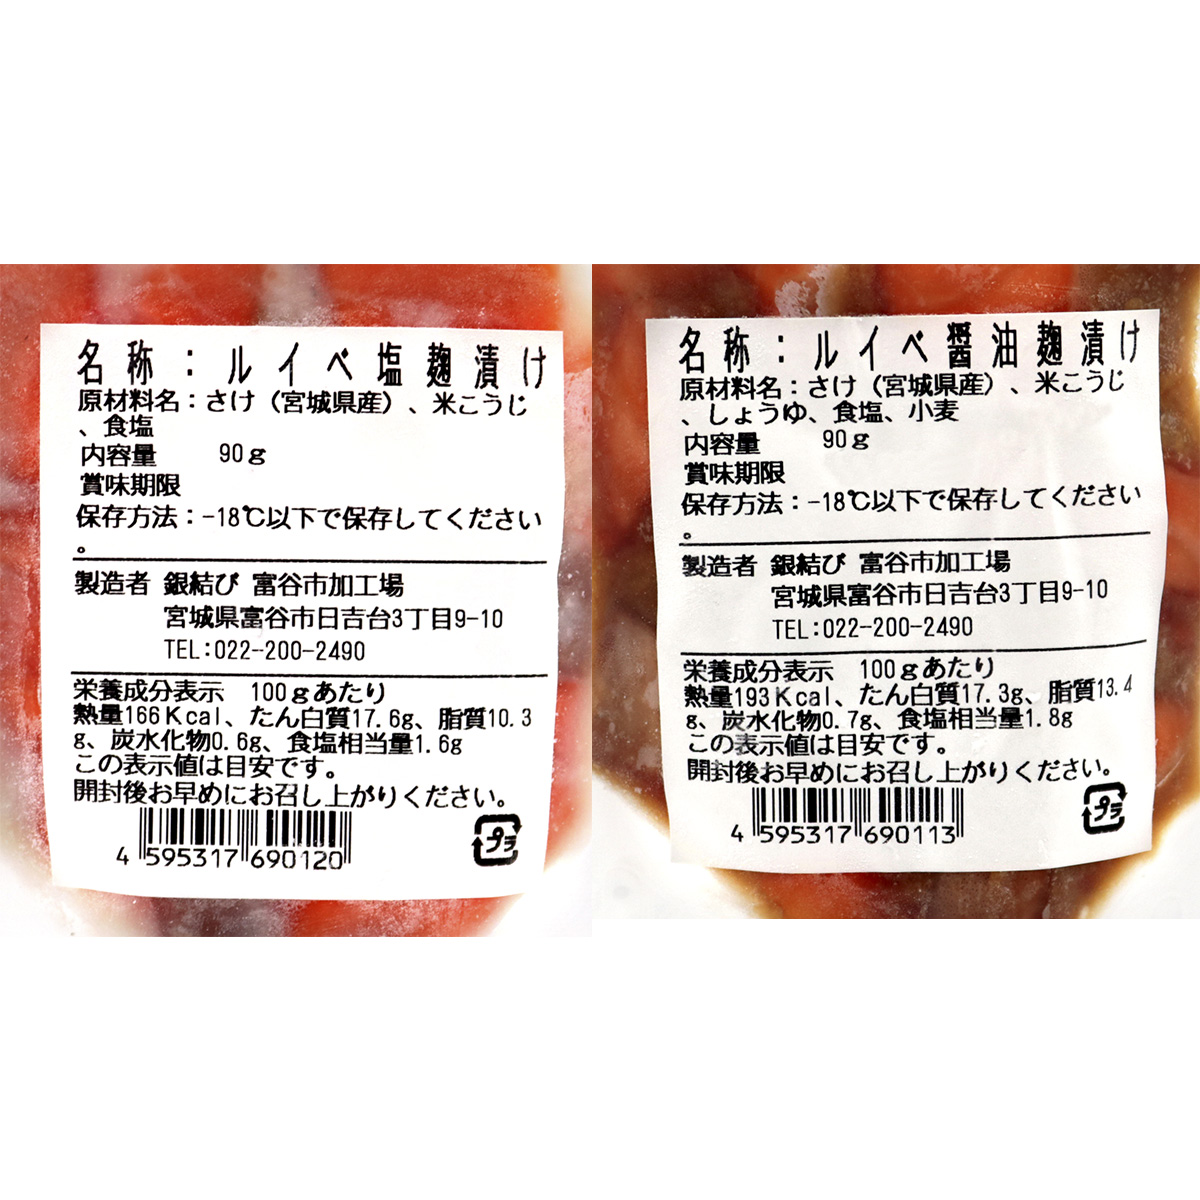 名称：ルイベ塩麹漬け
原材料名：さけ（宮城県産）、米こうじ
、食塩
内容量 90g
賞味期限
保存方法：-18℃以下で保存してください
。
製造者 銀結び 富谷市加工場
宮城県富谷市日吉台3丁目9-10
TEL:022-200-2490
栄養成分表示 100gあたり
熱量166Kcal、たん白質17.6g、脂質10.3
g、炭水化物0.6g、食塩相当量1.6g
この表示値は目安です。
開封後お早めにお召し上がりください。
プラ
4 595317 690120
名称：ルイベ醤油麹漬け
原材料名：さけ（宮城県産）、米こうじ
、しょうゆ、食塩、小麦
内容量 90g
賞味期限
保存方法：-18℃以下で保存してください
。
製造者 銀結び 富谷市加工場
宮城県富谷市日吉台3丁目9-10
TEL:022-200-2490
栄養成分表示 100gあたり
熱量193Kcal、たん白質17.3g、脂質13.4
g、炭水化物0.7g、食塩相当量1.8g
この表示値は目安です。
開封後お早めにお召し上がりください。
プラ
4 595317 690113